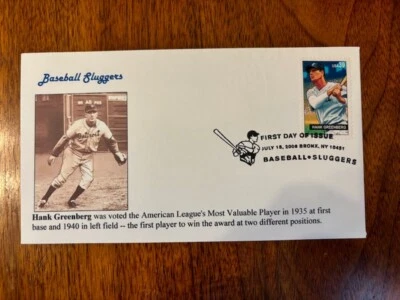 Baseball Sluggers
HANK GREENBERG
FIRST DAY OF ISSUE
JULY 15, 2006 BRONX, NY 10451
BASEBALL•SLUGGERS
Hank Greenberg was voted the American League's Most Valuable Player in 1935 at first
base and 1940 in left field -- the first player to win the award at two different positions.